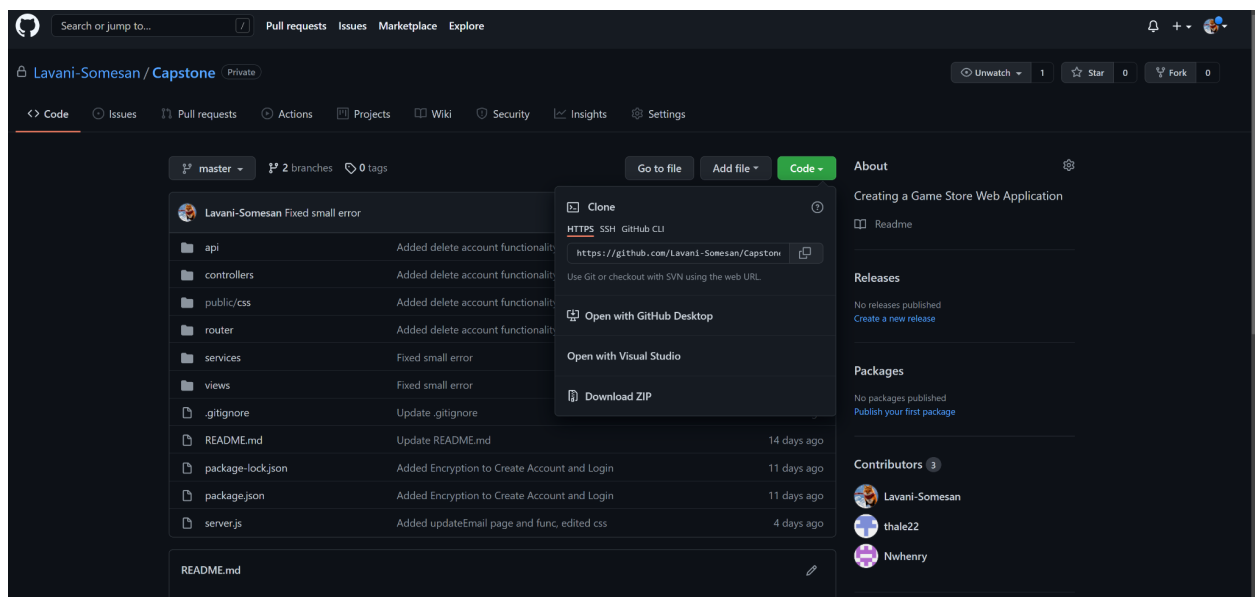 Search or jump to... / Pull requests Issues Marketplace Explore
Lavani-Somesan / Capstone Private
Unwatch 1 Star 0 Fork 0
Code Issues Pull requests Actions Projects Wiki Security Insights Settings
master 2 branches 0 tags Go to file Add file Code
Lavani-Somesan Fixed small error
api Added delete account functionality
controllers Added delete account functionality
public/css Added delete account functionality
router Added delete account functionality
services Fixed small error
views Fixed small error
.gitignore Update .gitignore
README.md Update README.md 14 days ago
package-lock.json Added Encryption to Create Account and Login 11 days ago
package.json Added Encryption to Create Account and Login 11 days ago
server.js Added updateEmail page and func, edited css 4 days ago
README.md
Clone
HTTPS SSH GitHub CLI
https://github.com/Lavani-Somesan/Capstone
Use Git or checkout with SVN using the web URL.
Open with GitHub Desktop
Open with Visual Studio
Download ZIP
About
Creating a Game Store Web Application
Readme
Releases
No releases published
Create a new release
Packages
No packages published
Publish your first package
Contributors 3
Lavani-Somesan
thale22
Nwhenry